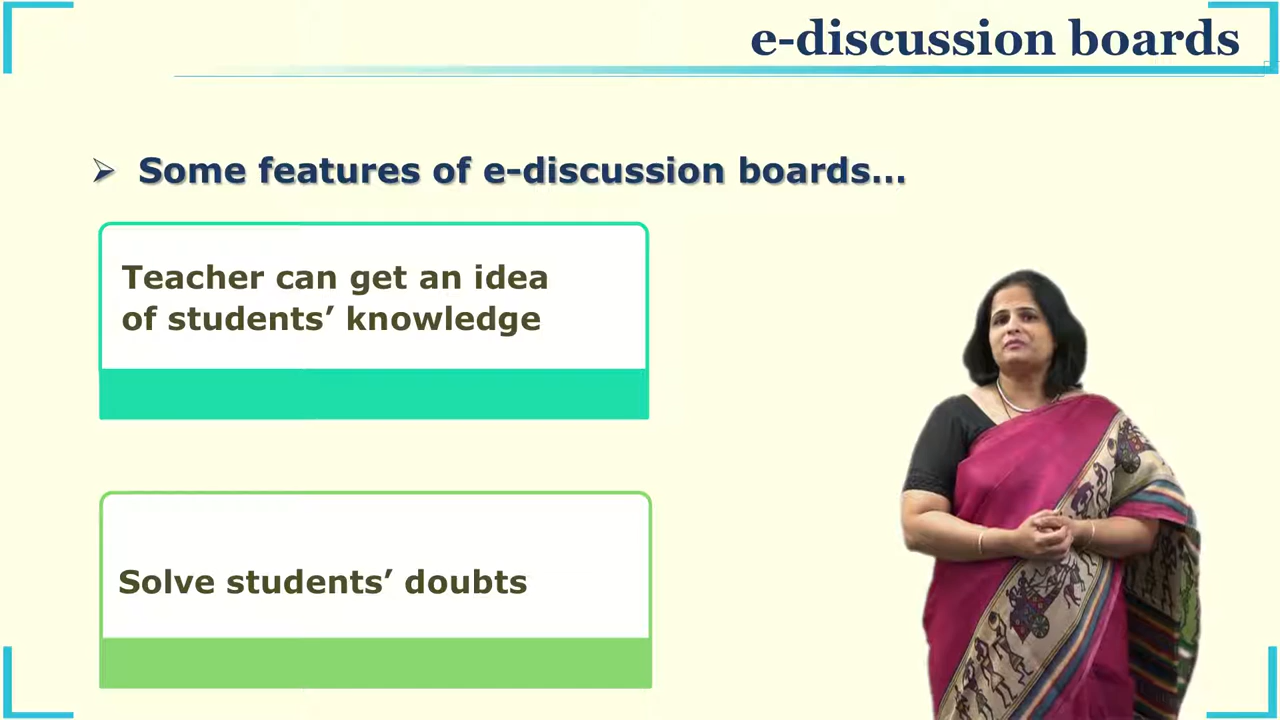 e-discussion boards
Some features of e-discussion boards...
Teacher can get an idea
of students’ knowledge
Solve students’ doubts